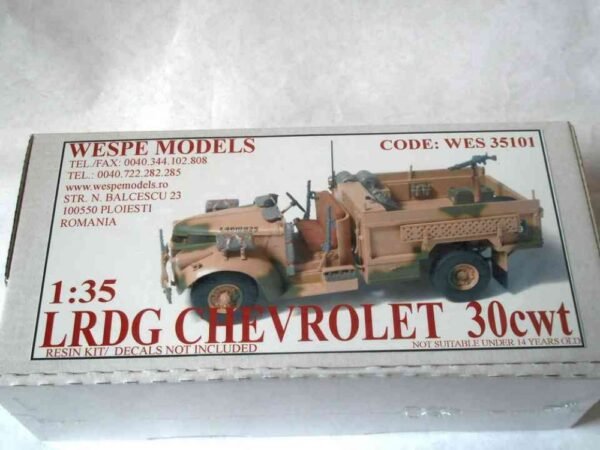 WESPE MODELS
TEL./FAX: 0040.344.102.808
TEL.: 0040.722.282.285
www.wespemodels.ro
STR. N. BALCESCU 23
100550 PLOIESTI
ROMANIA
CODE: WES 35101
1:35
LRDG CHEVROLET 30cwt
RESIN KIT/ DECALS NOT INCLUDED
NOT SUITABLE UNDER 14 YEARS OLD